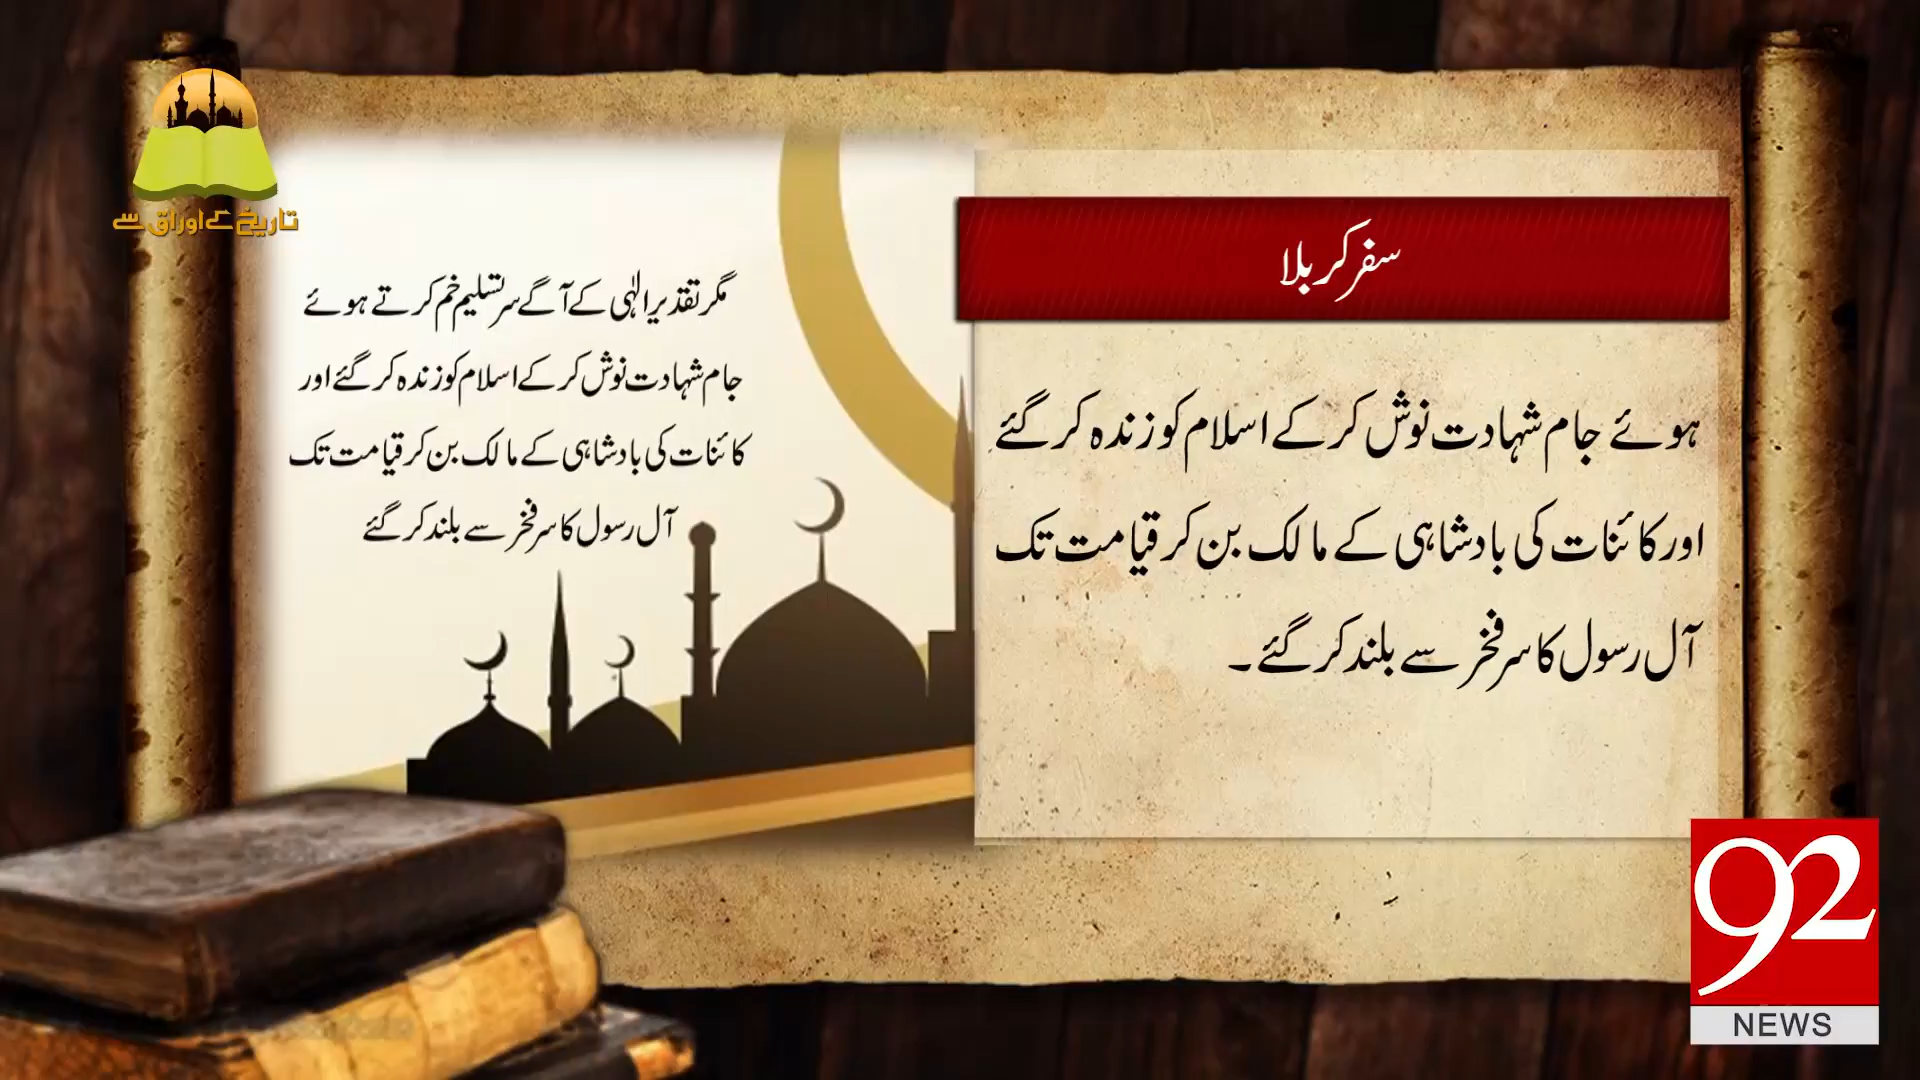 تاریخ کے اوراق سے
سفر کربلا
ہوئے جام شہادت نوش کر کے اسلام کو زندہ کر گئے
اور کائنات کی بادشاہی کے مالک بن کر قیامت تک
آل رسول کا سر فخر سے بلند کر گئے۔
مگر تقدیر الٰہی کے آگے سر تسلیم خم کرتے ہوئے
جام شہادت نوش کر کے اسلام کو زندہ کر گئے اور
کائنات کی بادشاہی کے مالک بن کر قیامت تک
آل رسول کا سر فخر سے بلند کر گئے
92
NEWS